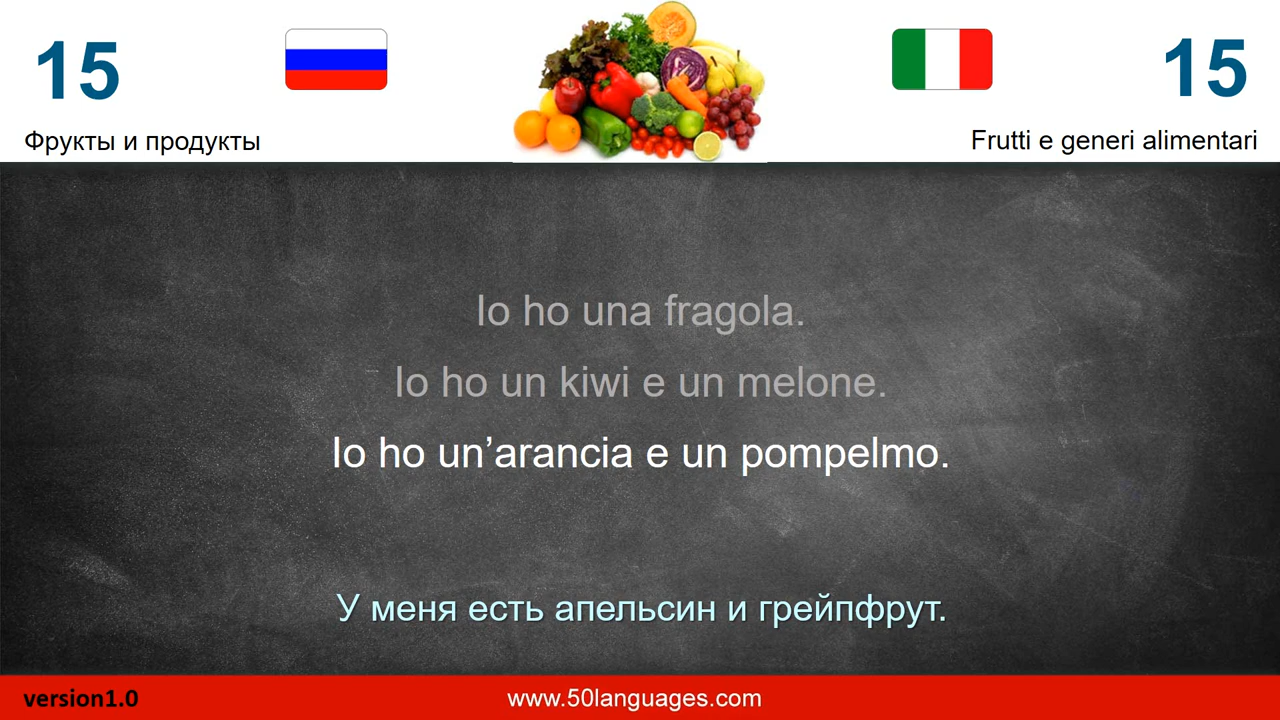 15
15
Фрукты и продукты
Frutti e generi alimentari
Io ho una fragola.
Io ho un kiwi e un melone.
Io ho un’arancia e un pompelmo.
У меня есть апельсин и грейпфрут.
version1.0
www.50languages.com